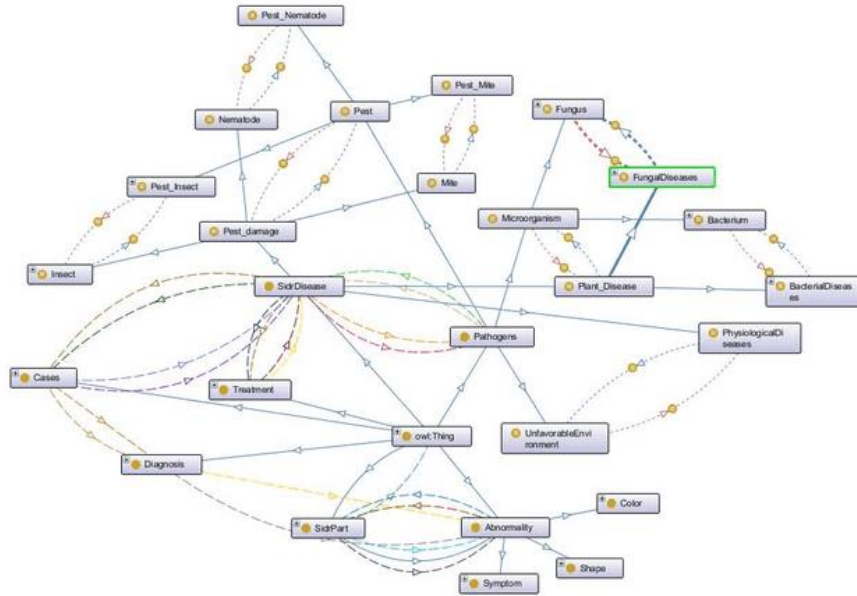 Pest_Nematode
Pest_Mite
Fungus
Nematode
Pest
FungalDiseases
Pest_Insect
Mite
Microorganism
Bacterium
Pest_damage
Insect
SidrDisease
Plant_Disease
BacterialDiseas
es
Pathogens
PhysiologicalDi
seases
Cases
Treatment
owl:Thing
UnfavorableEnvi
ronment
Diagnosis
Color
SidrPart
Abnormality
Shape
Symptom